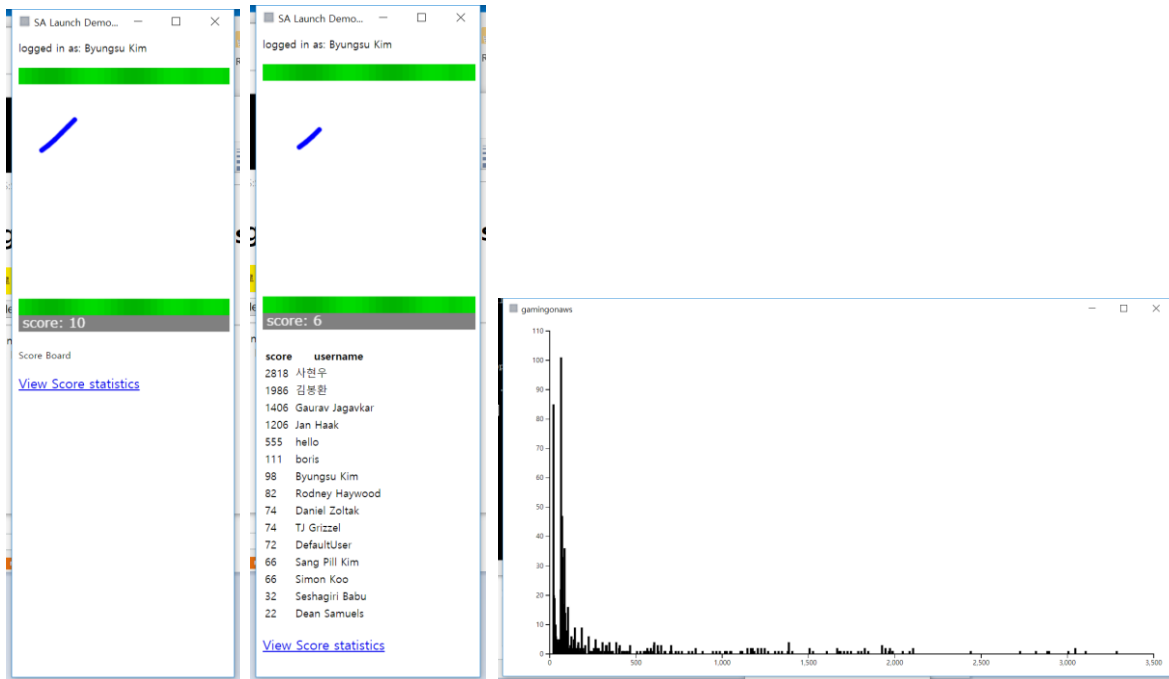 SA Launch Demo...
logged in as: Byungsu Kim
score: 10
Score Board
View Score statistics
SA Launch Demo...
logged in as: Byungsu Kim
score: 6
score username
2818 사현우
1986 김봉환
1406 Gaurav Jagavkar
1206 Jan Haak
555 hello
111 boris
98 Byungsu Kim
82 Rodney Haywood
74 Daniel Zoltak
74 TJ Grizzel
72 DefaultUser
66 Sang Pill Kim
66 Simon Koo
32 Seshagiri Babu
22 Dean Samuels
View Score statistics
gamingonaws
110
100
90
80
70
60
50
40
30
20
10
0
0 500 1,000 1,500 2,000 2,500 3,000 3,500